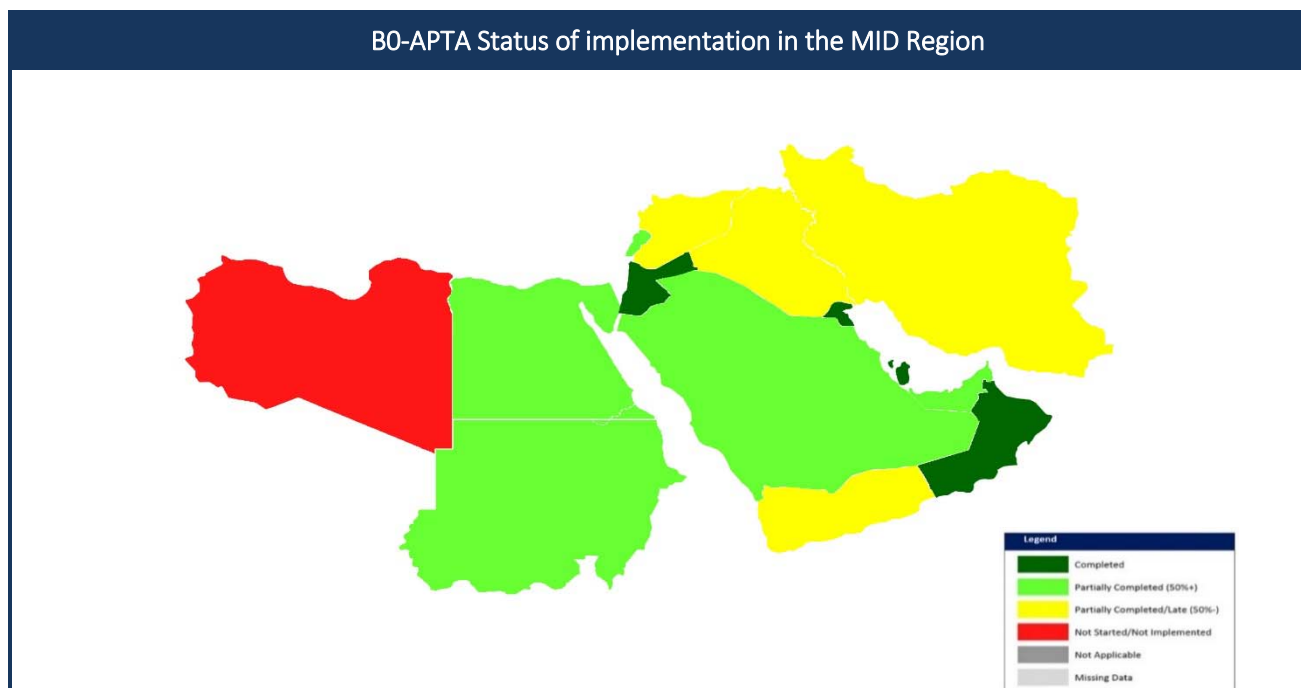 B0-APTA Status of implementation in the MID Region
Legend
Completed
Partially Completed (50%+)
Partially Completed/Late (50%-)
Not Started/Not Implemented
Not Applicable
Missing Data